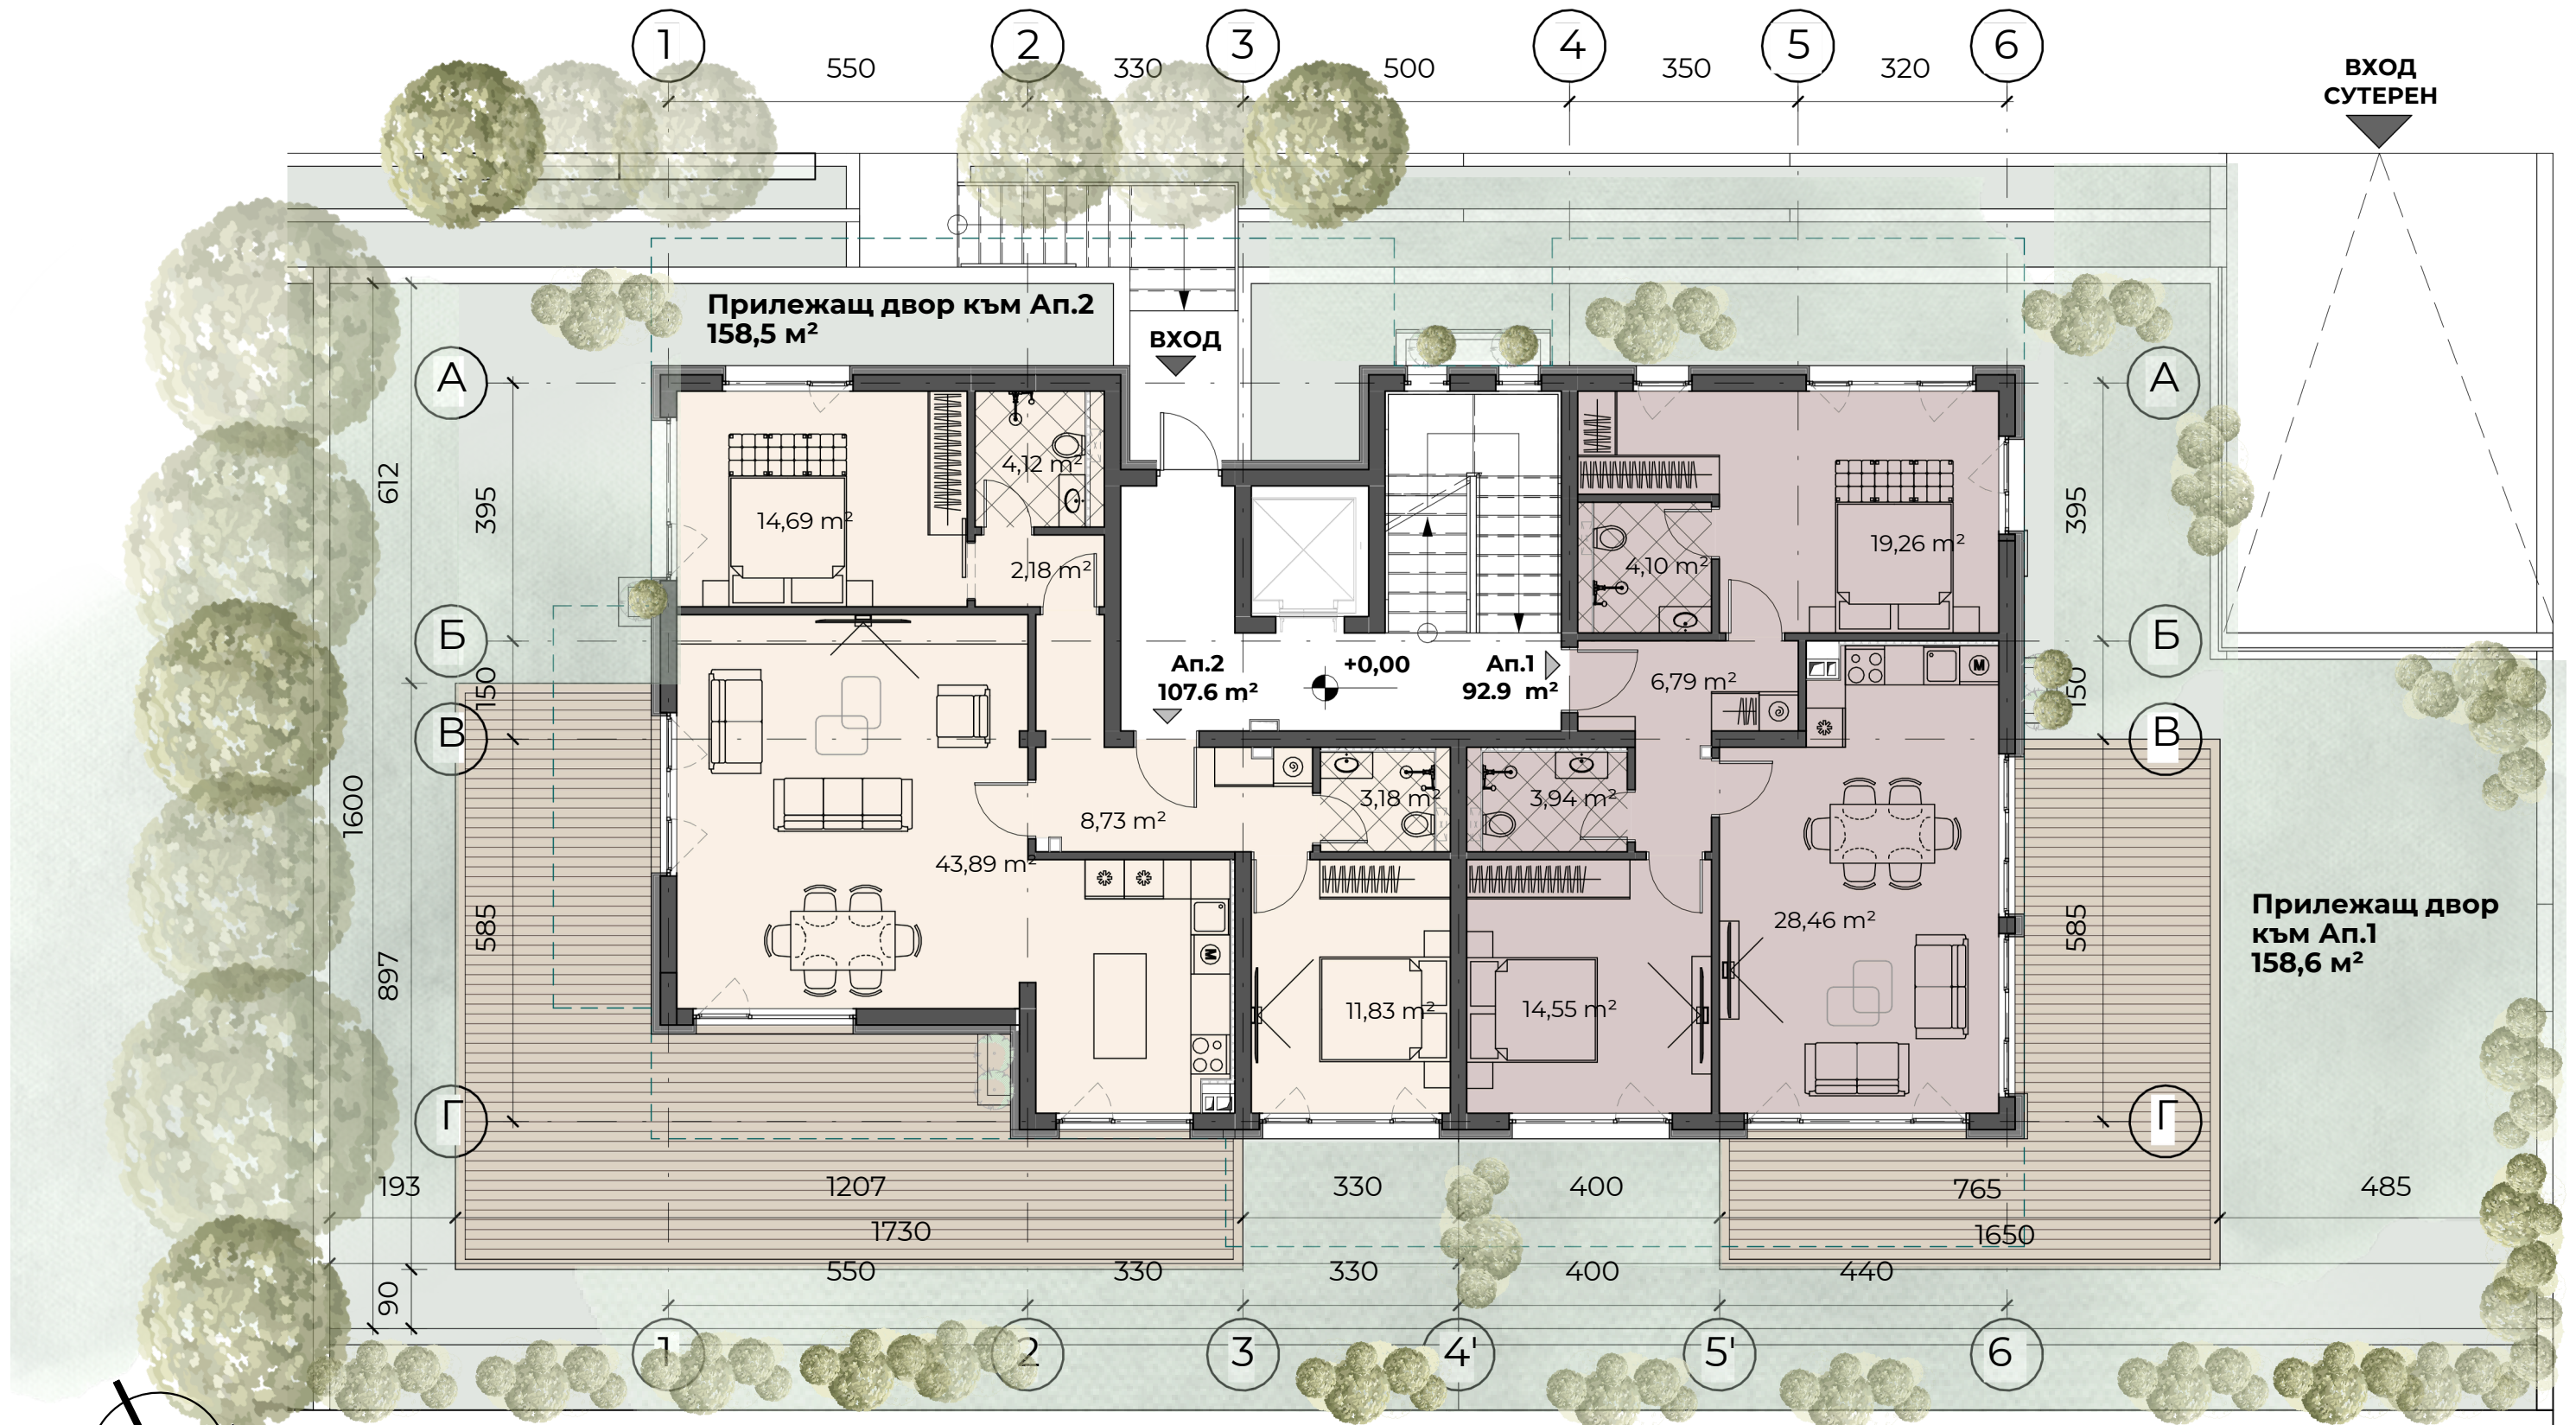 1
2
3
4
5
6
550
330
500
350
320
ВХОД
СУТЕРЕН
Прилежащ двор към Ап.2
158,5 м²
ВХОД
А
А
612
395
395
4,12 m²
14,69 m²
2,18 m²
4,10 m²
19,26 m²
Б
Б
Ап.2
107.6 m²
+0,00
Ап.1
92.9 m²
6,79 m²
M
150
150
В
В
1600
3,18 m²
3,94 m²
8,73 m²
43,89 m²
28,46 m²
585
585
897
M
11,83 m²
14,55 m²
Прилежащ двор
към Ап.1
158,6 м²
Г
Г
193
1207
330
400
765
485
1730
1650
550
330
330
400
440
90
1
2
3
4'
5'
6